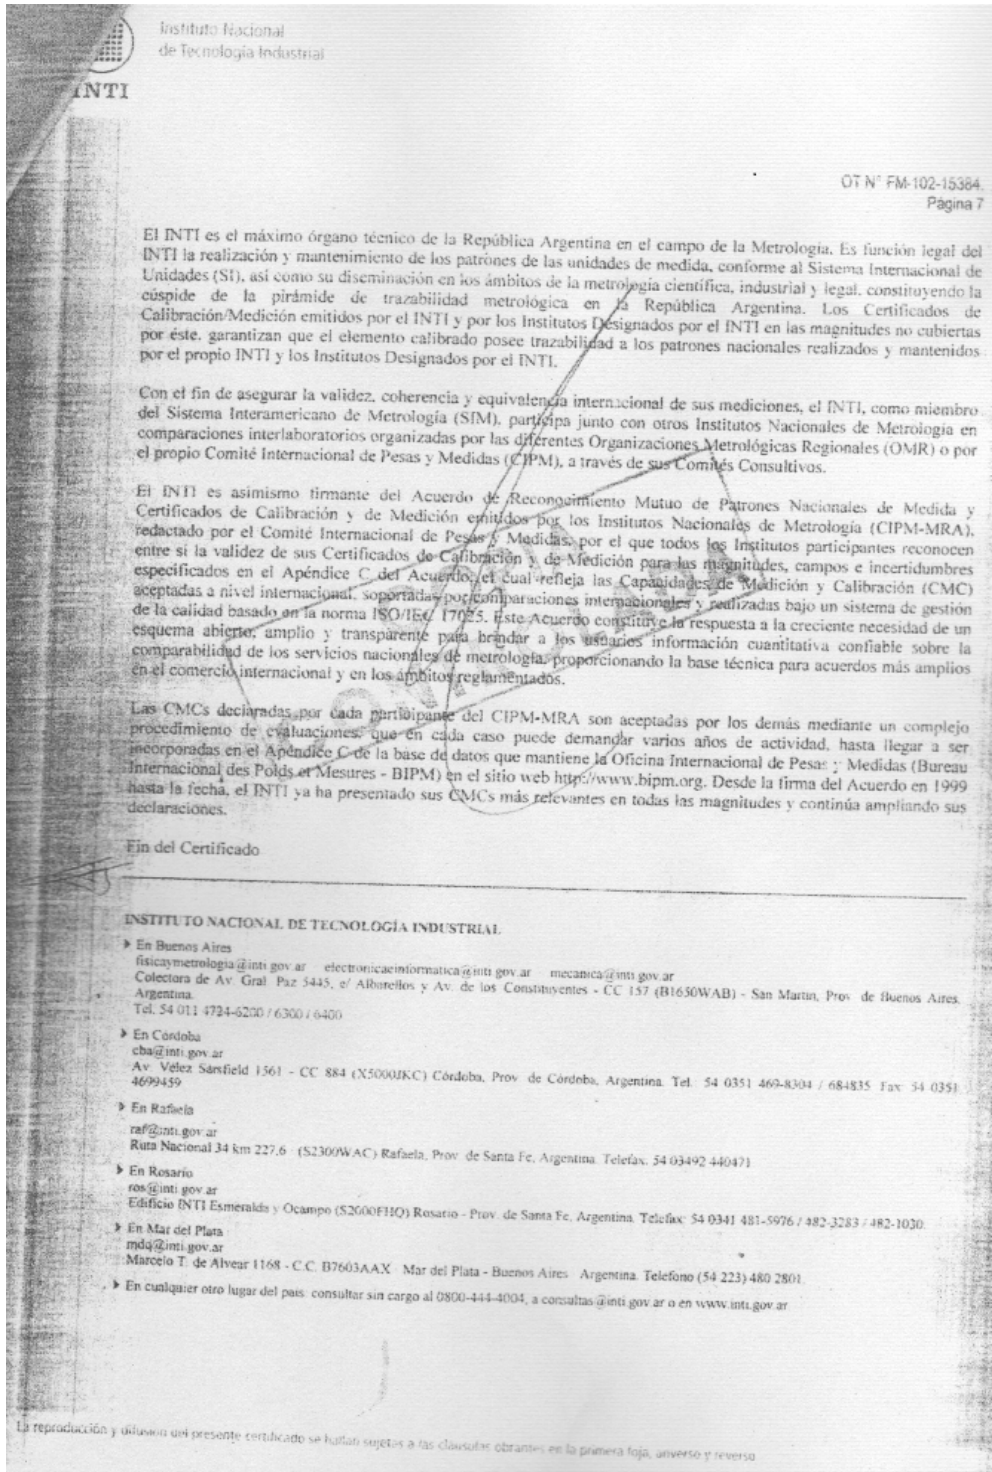 Instituto Nacional
de Tecnología Industrial
INTI
OT N° FM-102-15384.
Página 7
El INTI es el máximo órgano técnico de la República Argentina en el campo de la Metrología. Es función legal del
INTI la realización y mantenimiento de los patrones de las unidades de medida, conforme al Sistema Internacional de
Unidades (SI), así como su diseminación en los ámbitos de la metrología científica, industrial y legal, constituyendo la
cúspide de la pirámide de trazabilidad metrológica en la República Argentina. Los Certificados de
Calibración/Medición emitidos por el INTI y por los Institutos Designados por el INTI en las magnitudes no cubiertas
por éste, garantizan que el elemento calibrado posee trazabilidad a los patrones nacionales realizados y mantenidos
por el propio INTI y los Institutos Designados por el INTI.
Con el fin de asegurar la validez, coherencia y equivalencia internacional de sus mediciones, el INTI, como miembro
del Sistema Interamericano de Metrología (SIM), participa junto con otros Institutos Nacionales de Metrología en
comparaciones interlaboratorios organizadas por las diferentes Organizaciones Metrológicas Regionales (OMR) o por
el propio Comité Internacional de Pesas y Medidas (CIPM), a través de sus Comités Consultivos.
El INTI es asimismo firmante del Acuerdo de Reconocimiento Mutuo de Patrones Nacionales de Medida y
Certificados de Calibración y de Medición emitidos por los Institutos Nacionales de Metrología (CIPM-MRA),
redactado por el Comité Internacional de Pesas y Medidas, por el que todos los Institutos participantes reconocen
entre sí la validez de sus Certificados de Calibración y de Medición para las magnitudes, campos e incertidumbres
especificados en el Apéndice C del Acuerdo, el cual refleja las Capacidades de Medición y Calibración (CMC)
aceptadas a nivel internacional, soportadas por comparaciones internacionales y realizadas bajo un sistema de gestión
de la calidad basado en la norma ISO/IEC 17025. Este Acuerdo constituye la respuesta a la creciente necesidad de un
esquema abierto, amplio y transparente para brindar a los usuarios información cuantitativa confiable sobre la
comparabilidad de los servicios nacionales de metrología, proporcionando la base técnica para acuerdos más amplios
en el comercio internacional y en los ámbitos reglamentados.
Las CMCs declaradas por cada participante del CIPM-MRA son aceptadas por los demás mediante un complejo
procedimiento de evaluaciones, que en cada caso puede demandar varios años de actividad, hasta llegar a ser
incorporadas en el Apéndice C de la base de datos que mantiene la Oficina Internacional de Pesas y Medidas (Bureau
Internacional des Poids et Mesures - BIPM) en el sitio web http://www.bipm.org. Desde la firma del Acuerdo en 1999
hasta la fecha, el INTI ya ha presentado sus CMCs más relevantes en todas las magnitudes y continúa ampliando sus
declaraciones.
Fin del Certificado
INSTITUTO NACIONAL DE TECNOLOGÍA INDUSTRIAL
En Buenos Aires
fisicaymetrologia@inti.gov.ar electronicaeinformatica@inti.gov.ar mecanica@inti.gov.ar
Colectora de Av. Gral. Paz 5445, e/ Albarellos y Av. de los Constituyentes - CC 157 (B1650WAB) - San Martín, Prov. de Buenos Aires,
Argentina.
Tel. 54 011 4724-6200 / 6300 / 6400
En Córdoba
cba@inti.gov.ar
Av. Vélez Sársfield 1561 - CC 884 (X5000JKC) Córdoba, Prov. de Córdoba, Argentina. Tel. 54 0351 469-8304 / 684835 Fax 54 0351
4699459
En Rafaela
raf@inti.gov.ar
Ruta Nacional 34 km 227,6 (S2300WAC) Rafaela, Prov. de Santa Fe, Argentina. Telefax. 54 03492 440471
En Rosario
ros@inti.gov.ar
Edificio INTI Esmeralda y Ocampo (S2000FHQ) Rosario - Prov. de Santa Fe, Argentina. Telefax: 54 0341 481-5976 / 482-3283 / 482-1030.
En Mar del Plata
mdq@inti.gov.ar
Marcelo T. de Alvear 1168 - C.C. B7603AAX Mar del Plata - Buenos Aires Argentina. Telefono (54 223) 480 2801.
En cualquier otro lugar del país: consultar sin cargo al 0800-444-4004, a consultas@inti.gov.ar o en www.inti.gov.ar
La reproducción y difusión del presente certificado se hallan sujetas a las cláusulas obrantes en la primera foja, anverso y reverso